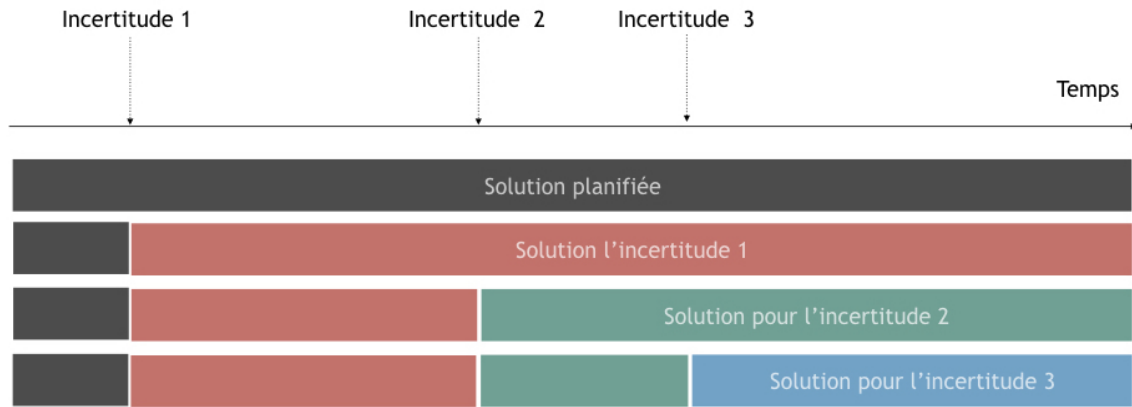 Incertitude 1
Incertitude 2
Incertitude 3
Temps
Solution planifiée
Solution l'incertitude 1
Solution pour l'incertitude 2
Solution pour l'incertitude 3